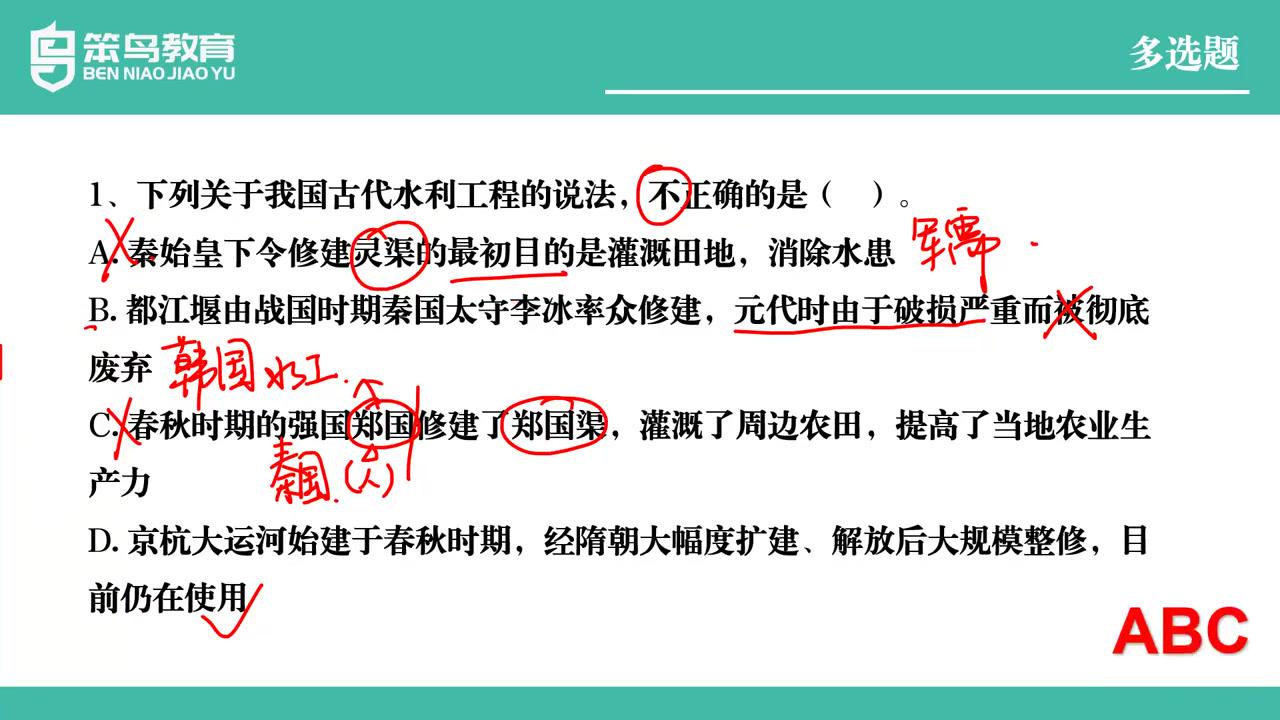 笨鸟教育
BEN NIAO JIAO YU
多选题
1、下列关于我国古代水利工程的说法，不正确的是（　）。
A. 秦始皇下令修建灵渠的最初目的是灌溉田地，消除水患
军需
B. 都江堰由战国时期秦国太守李冰率众修建，元代时由于破损严重而被彻底
废弃
韩国水工
C. 春秋时期的强国郑国修建了郑国渠，灌溉了周边农田，提高了当地农业生
产力
秦国（人）
D. 京杭大运河始建于春秋时期，经隋朝大幅度扩建、解放后大规模整修，目
前仍在使用
ABC